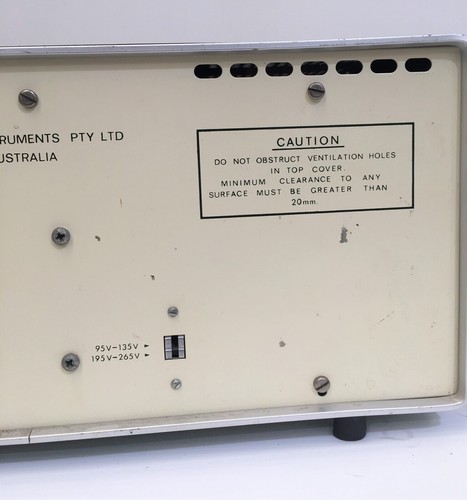 RUMENTS PTY LTD
USTRALIA
CAUTION
DO NOT OBSTRUCT VENTILATION HOLES
IN TOP COVER.
MINIMUM CLEARANCE TO ANY
SURFACE MUST BE GREATER THAN
20mm.
95V-135V
195V-265V